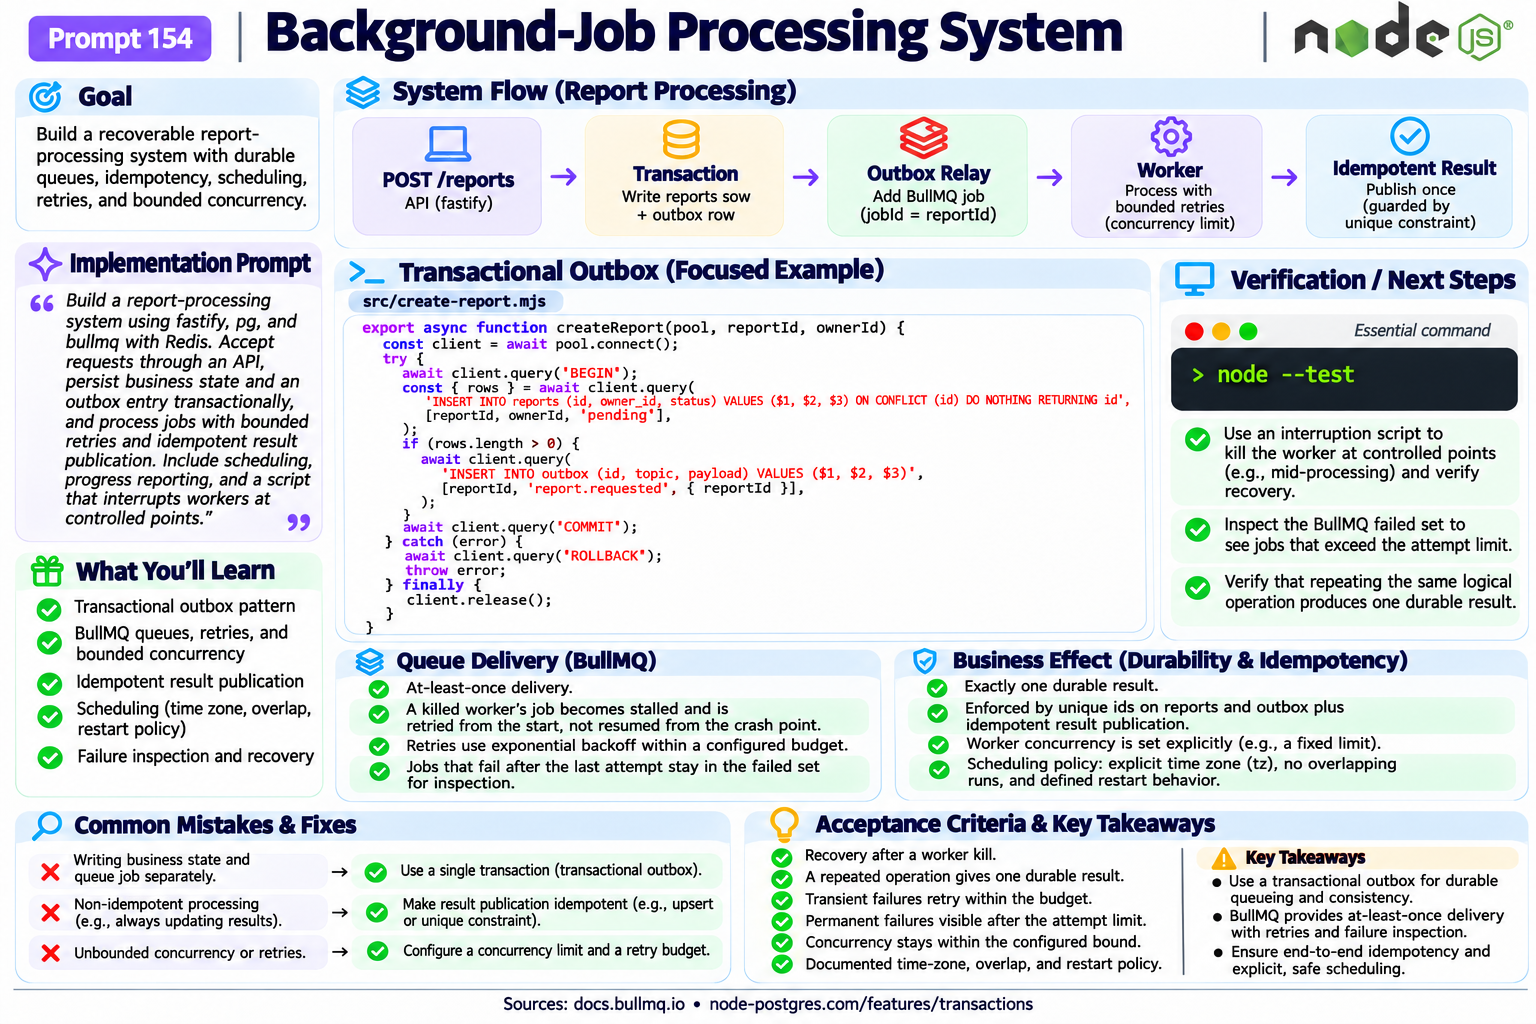 Prompt 154
Background-Job Processing System
node JS ®
Goal
Build a recoverable report-
processing system with durable
queues, idempotency, scheduling,
retries, and bounded concurrency.
System Flow (Report Processing)
POST /reports
API (fastify)
Transaction
Write reports sow
+ outbox row
Outbox Relay
Add BullMQ job
(jobId = reportId)
Worker
Process with
bounded retries
(concurrency limit)
Idempotent Result
Publish once
(guarded by
unique constraint)
Implementation Prompt
“ Build a report-processing
system using fastify, pg, and
bullmq with Redis. Accept
requests through an API,
persist business state and an
outbox entry transactionally,
and process jobs with bounded
retries and idempotent result
publication. Include scheduling,
progress reporting, and a script
that interrupts workers at
controlled points.” ”
What You’ll Learn
Transactional outbox pattern
BullMQ queues, retries, and
bounded concurrency
Idempotent result publication
Scheduling (time zone, overlap,
restart policy)
Failure inspection and recovery
>_ Transactional Outbox (Focused Example)
src/create-report.mjs
export async function createReport(pool, reportId, ownerId) {
const client = await pool.connect();
try {
await client.query('BEGIN');
const { rows } = await client.query(
'INSERT INTO reports (id, owner_id, status) VALUES ($1, $2, $3) ON CONFLICT (id) DO NOTHING RETURNING id',
[reportId, ownerId, 'pending'],
);
if (rows.length > 0) {
await client.query(
'INSERT INTO outbox (id, topic, payload) VALUES ($1, $2, $3)',
[reportId, 'report.requested', { reportId }],
);
}
await client.query('COMMIT');
} catch (error) {
await client.query('ROLLBACK');
throw error;
} finally {
client.release();
}
}
Verification / Next Steps
Essential command
> node --test
Use an interruption script to
kill the worker at controlled points
(e.g., mid-processing) and verify
recovery.
Inspect the BullMQ failed set to
see jobs that exceed the attempt limit.
Verify that repeating the same logical
operation produces one durable result.
Queue Delivery (BullMQ)
At-least-once delivery.
A killed worker’s job becomes stalled and is
retried from the start, not resumed from the crash point.
Retries use exponential backoff within a configured budget.
Jobs that fail after the last attempt stay in the failed set
for inspection.
Business Effect (Durability & Idempotency)
Exactly one durable result.
Enforced by unique ids on reports and outbox plus
idempotent result publication.
Worker concurrency is set explicitly (e.g., a fixed limit).
Scheduling policy: explicit time zone (tz), no overlapping
runs, and defined restart behavior.
Common Mistakes & Fixes
Writing business state and
queue job separately.
→ Use a single transaction (transactional outbox).
Non-idempotent processing
(e.g., always updating results).
→ Make result publication idempotent (e.g., upsert
or unique constraint).
Unbounded concurrency or retries.
→ Configure a concurrency limit and a retry budget.
Acceptance Criteria & Key Takeaways
Recovery after a worker kill.
A repeated operation gives one durable result.
Transient failures retry within the budget.
Permanent failures visible after the attempt limit.
Concurrency stays within the configured bound.
Documented time-zone, overlap, and restart policy.
Key Takeaways
● Use a transactional outbox for durable
queueing and consistency.
● BullMQ provides at-least-once delivery
with retries and failure inspection.
● Ensure end-to-end idempotency and
explicit, safe scheduling.
Sources: docs.bullmq.io • node-postgres.com/features/transactions